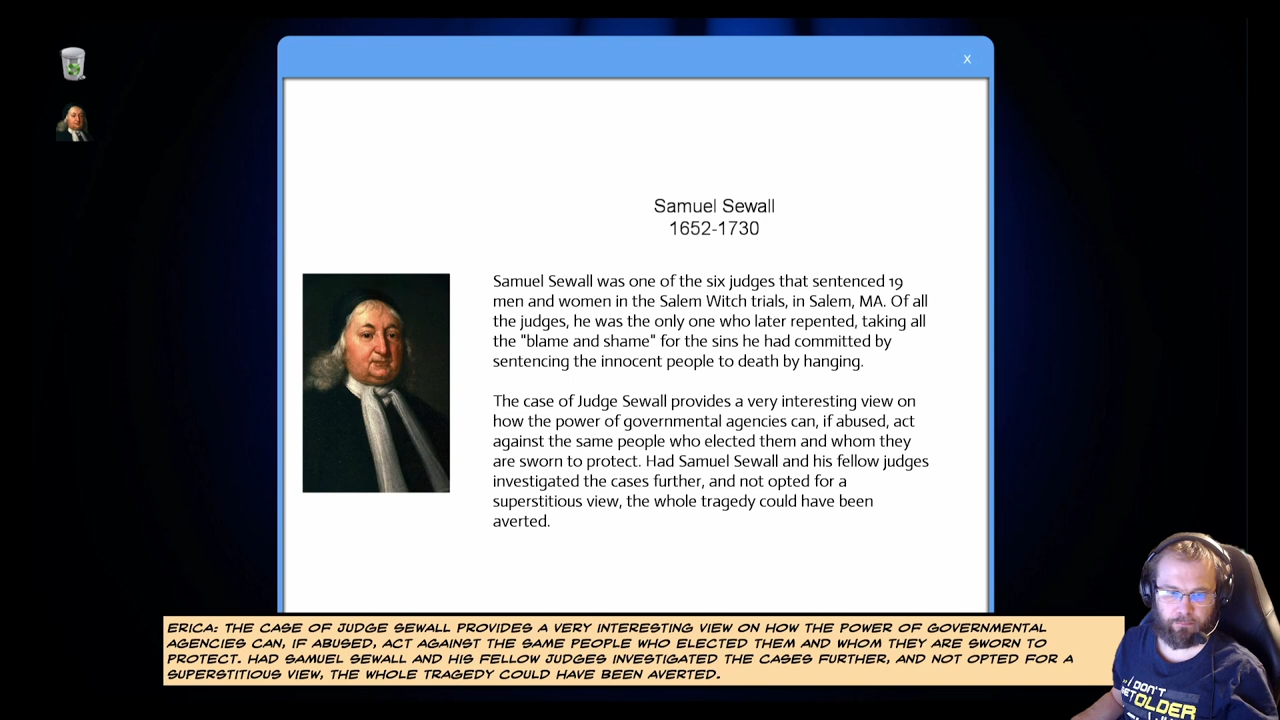 x
Samuel Sewall
1652-1730
Samuel Sewall was one of the six judges that sentenced 19
men and women in the Salem Witch trials, in Salem, MA. Of all
the judges, he was the only one who later repented, taking all
the "blame and shame" for the sins he had committed by
sentencing the innocent people to death by hanging.
The case of Judge Sewall provides a very interesting view on
how the power of governmental agencies can, if abused, act
against the same people who elected them and whom they
are sworn to protect. Had Samuel Sewall and his fellow judges
investigated the cases further, and not opted for a
superstitious view, the whole tragedy could have been
averted.
ERICA: THE CASE OF JUDGE SEWALL PROVIDES A VERY INTERESTING VIEW ON HOW THE POWER OF GOVERNMENTAL
AGENCIES CAN, IF ABUSED, ACT AGAINST THE SAME PEOPLE WHO ELECTED THEM AND WHOM THEY ARE SWORN TO
PROTECT. HAD SAMUEL SEWALL AND HIS FELLOW JUDGES INVESTIGATED THE CASES FURTHER, AND NOT OPTED FOR A
SUPERSTITIOUS VIEW, THE WHOLE TRAGEDY COULD HAVE BEEN AVERTED.
I DON'T
OLDER